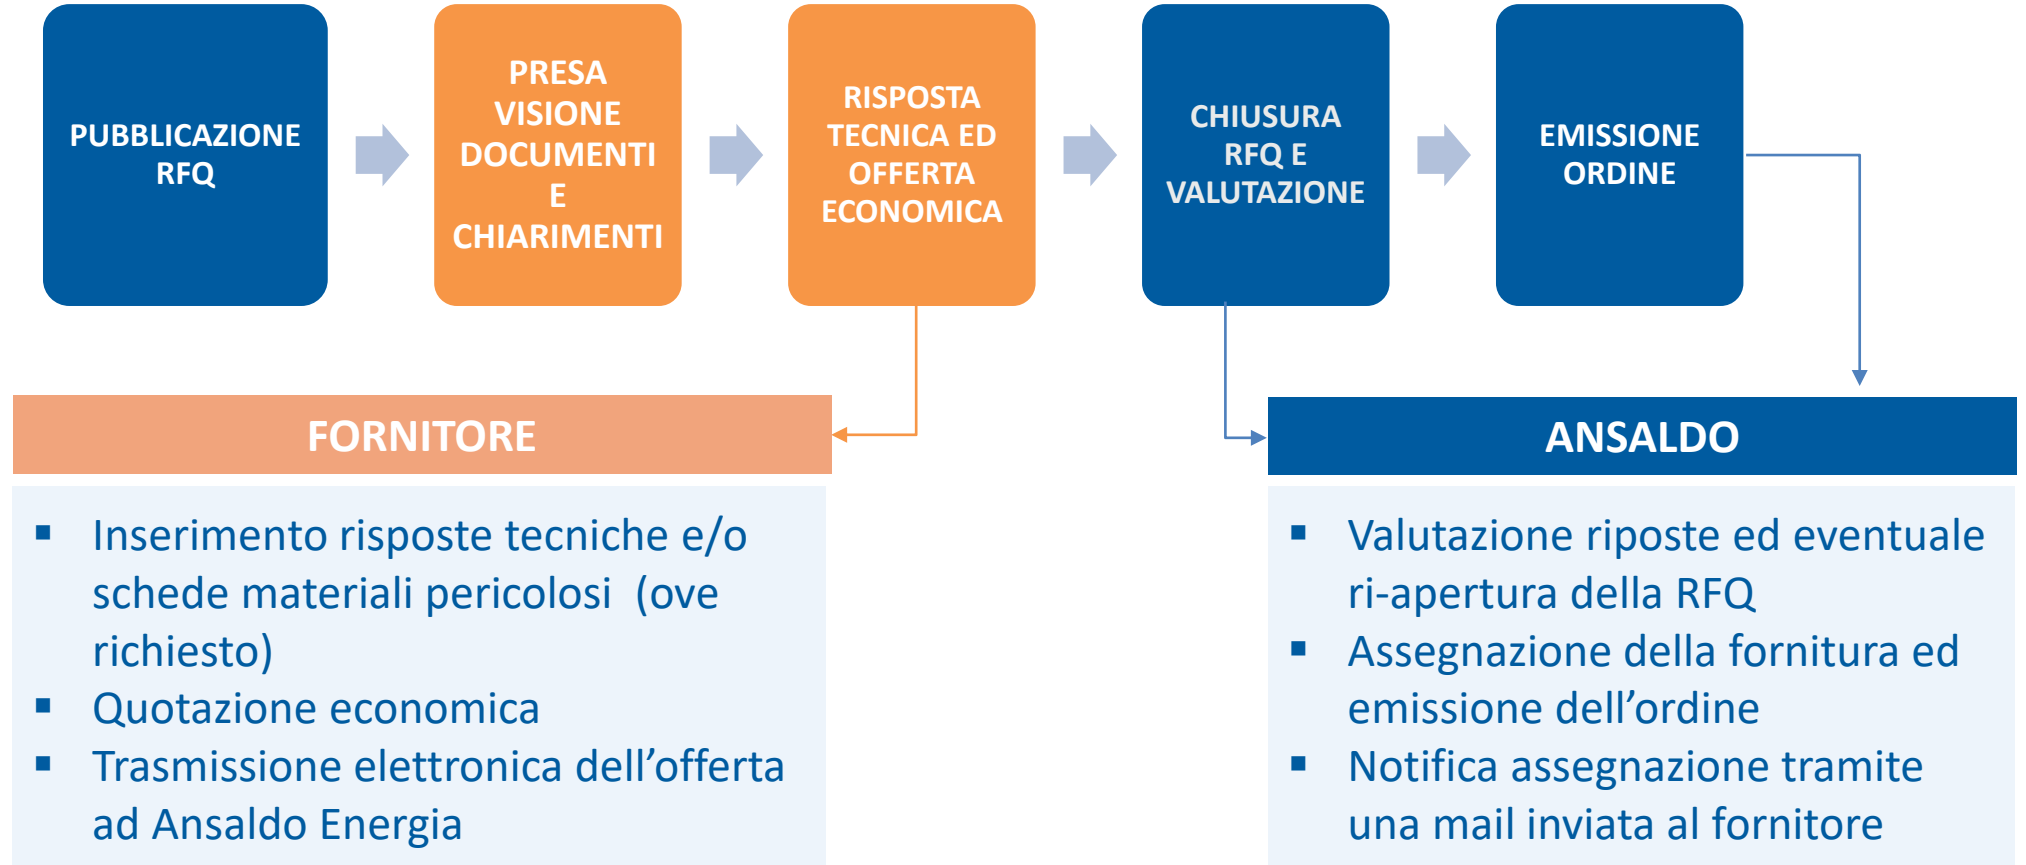 PUBBLICAZIONE
RFQ
PRESA
VISIONE
DOCUMENTI
E
CHIARIMENTI
RISPOSTA
TECNICA ED
OFFERTA
ECONOMICA
CHIUSURA
RFQ E
VALUTAZIONE
EMISSIONE
ORDINE
FORNITORE
▪ Inserimento risposte tecniche e/o
schede materiali pericolosi (ove
richiesto)
▪ Quotazione economica
▪ Trasmissione elettronica dell’offerta
ad Ansaldo Energia
ANSALDO
▪ Valutazione riposte ed eventuale
ri-apertura della RFQ
▪ Assegnazione della fornitura ed
emissione dell’ordine
▪ Notifica assegnazione tramite
una mail inviata al fornitore